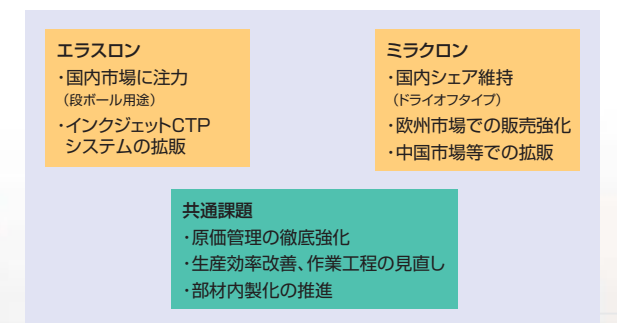 エラスロン
・国内市場に注力
（段ボール用途）
・インクジェットCTP
システムの拡販
ミラクロン
・国内シェア維持
（ドライオフタイプ）
・欧州市場での販売強化
・中国市場等での拡販
共通課題
・原価管理の徹底強化
・生産効率改善、作業工程の見直し
・部材内製化の推進